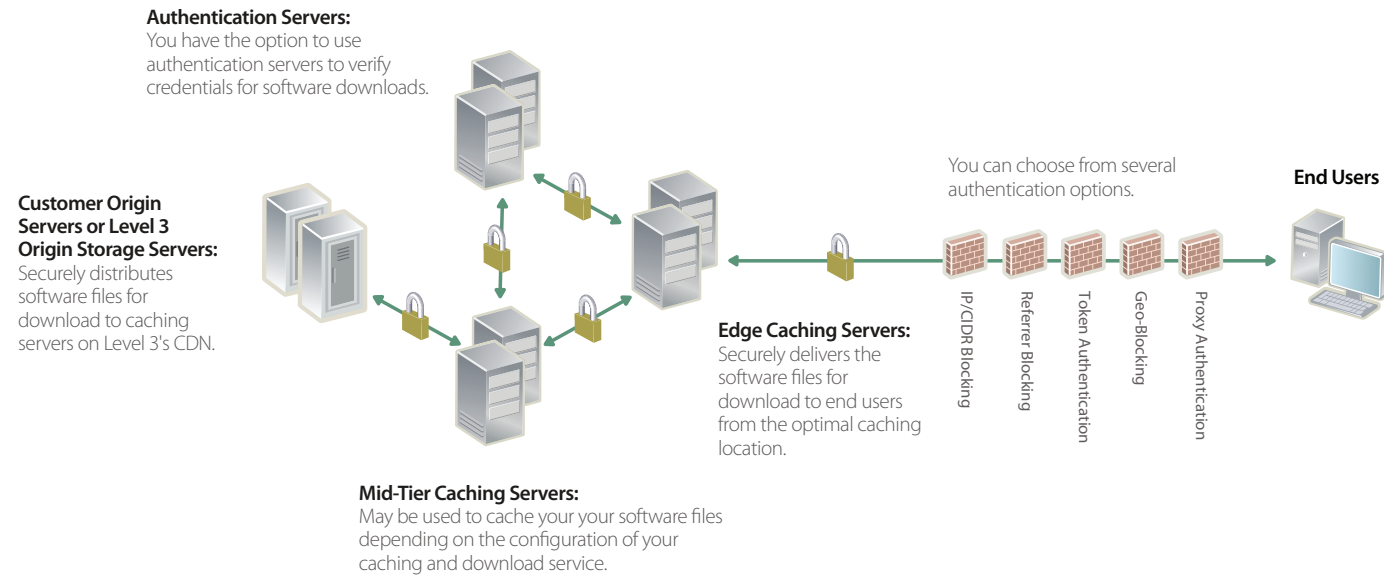 Authentication Servers:
You have the option to use
authentication servers to verify
credentials for software downloads.
Customer Origin
Servers or Level 3
Origin Storage Servers:
Securely distributes
software files for
download to caching
servers on Level 3's CDN.
Mid-Tier Caching Servers:
May be used to cache your your software files
depending on the configuration of your
caching and download service.
Edge Caching Servers:
Securely delivers the
software files for
download to end users
from the optimal caching
location.
You can choose from several
authentication options.
IP/CIDR Blocking
Referrer Blocking
Token Authentication
Geo-Blocking
Proxy Authentication
End Users